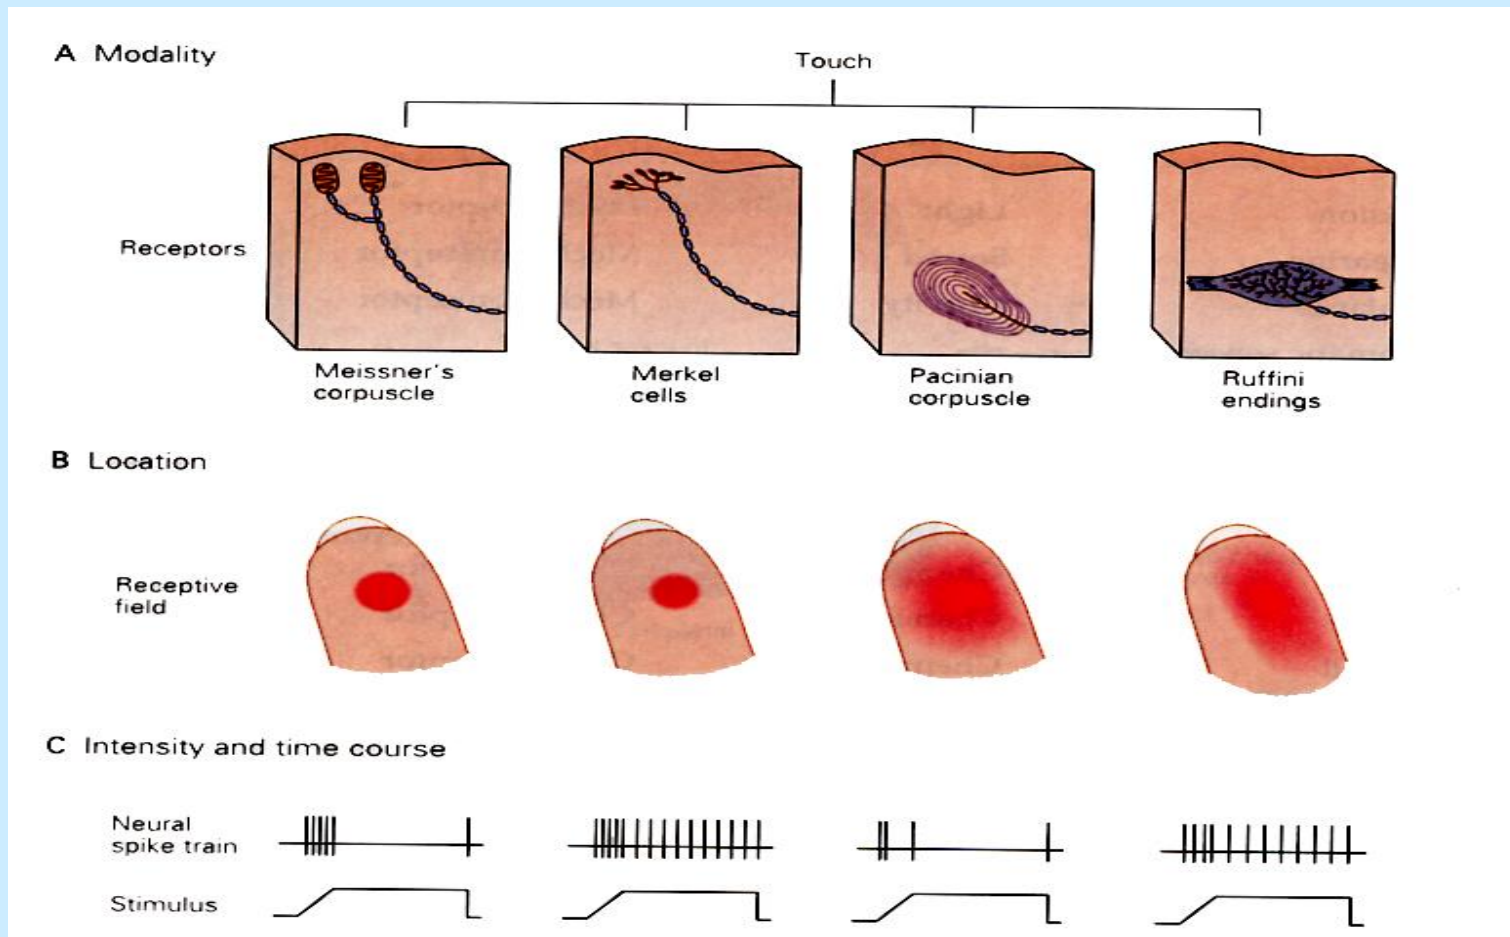 A Modality
Touch
Receptors
Meissner's
corpuscle
Merkel
cells
Pacinian
corpuscle
Ruffini
endings
B Location
Receptive
field
C Intensity and time course
Neural
spike train
Stimulus